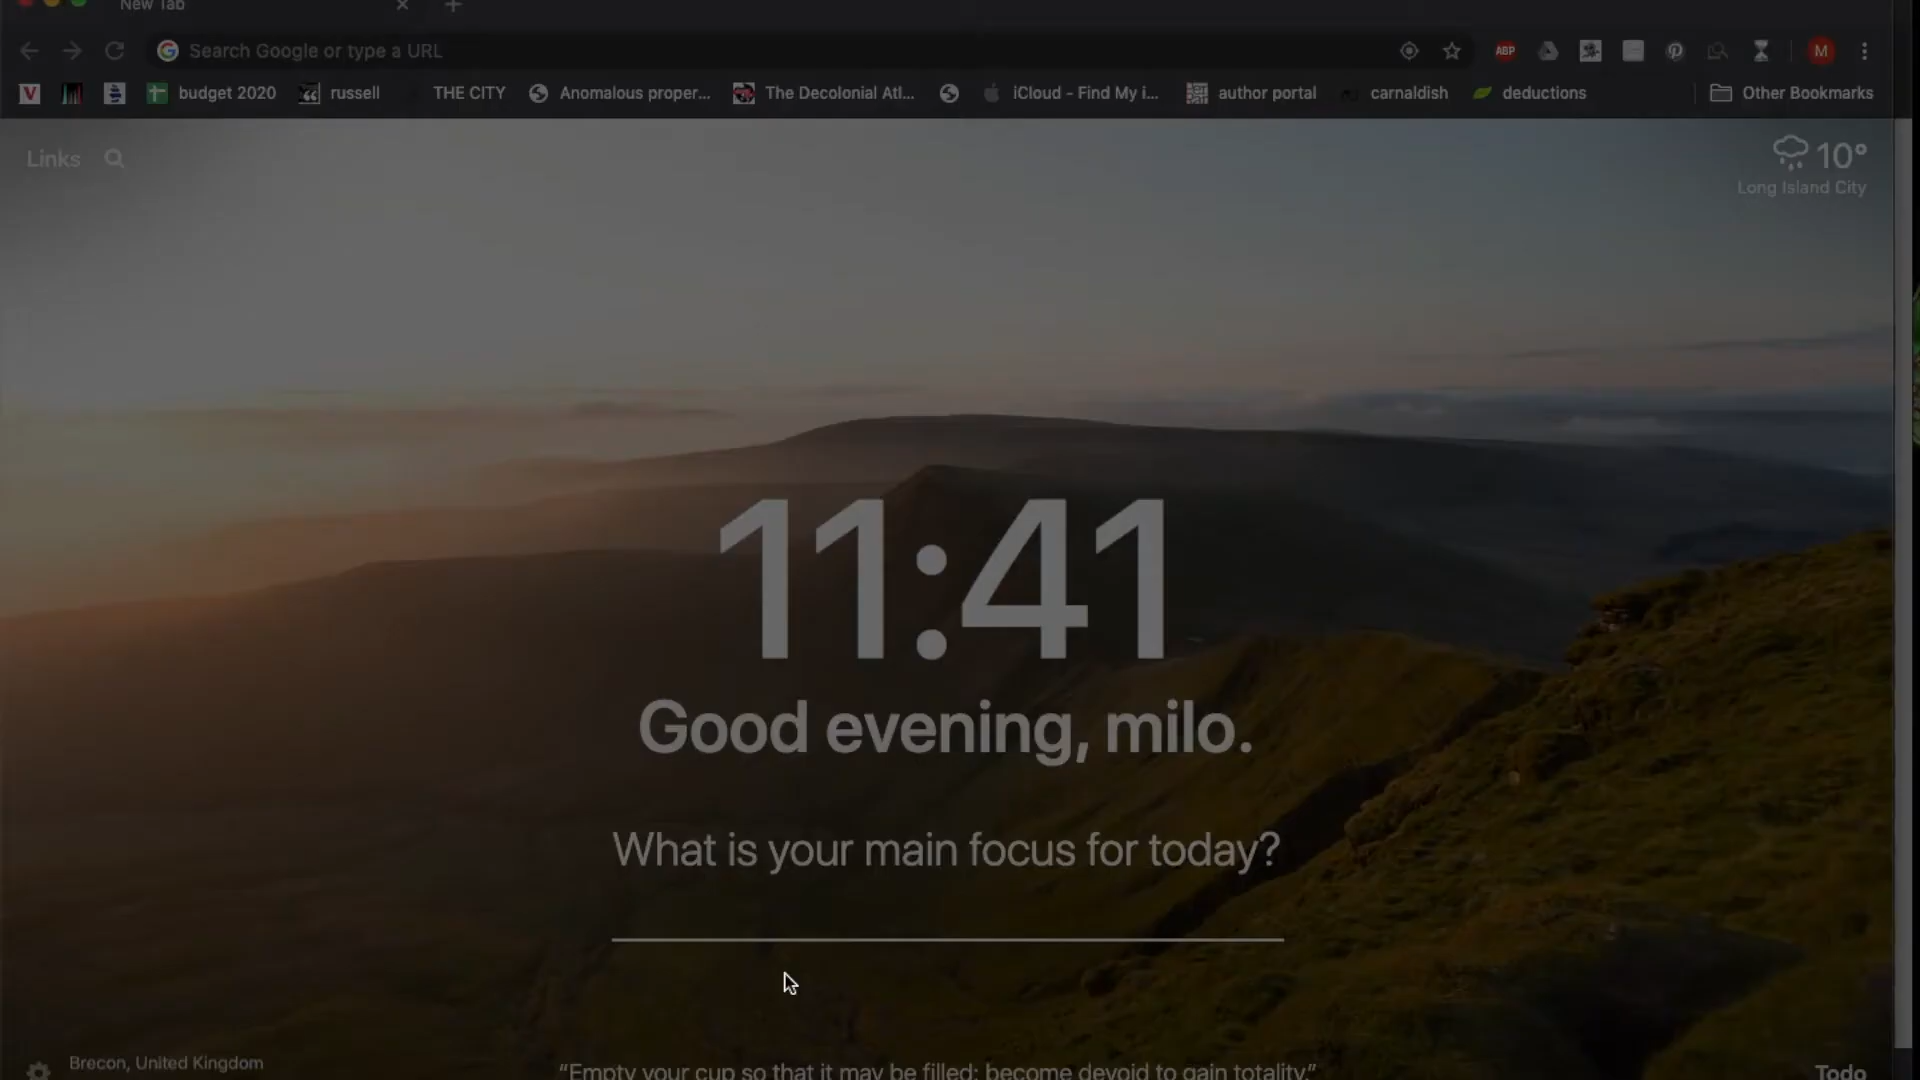 New Tab
Search Google or type a URL
ABP
M
V
budget 2020
russell
THE CITY
Anomalous proper...
The Decolonial Atl...
iCloud - Find My i...
author portal
carnaldish
deductions
Other Bookmarks
Links
10°
Long Island City
11:41
Good evening, milo.
What is your main focus for today?
Brecon, United Kingdom
“Empty your cup so that it may be filled; become devoid to gain totality.”
Todo